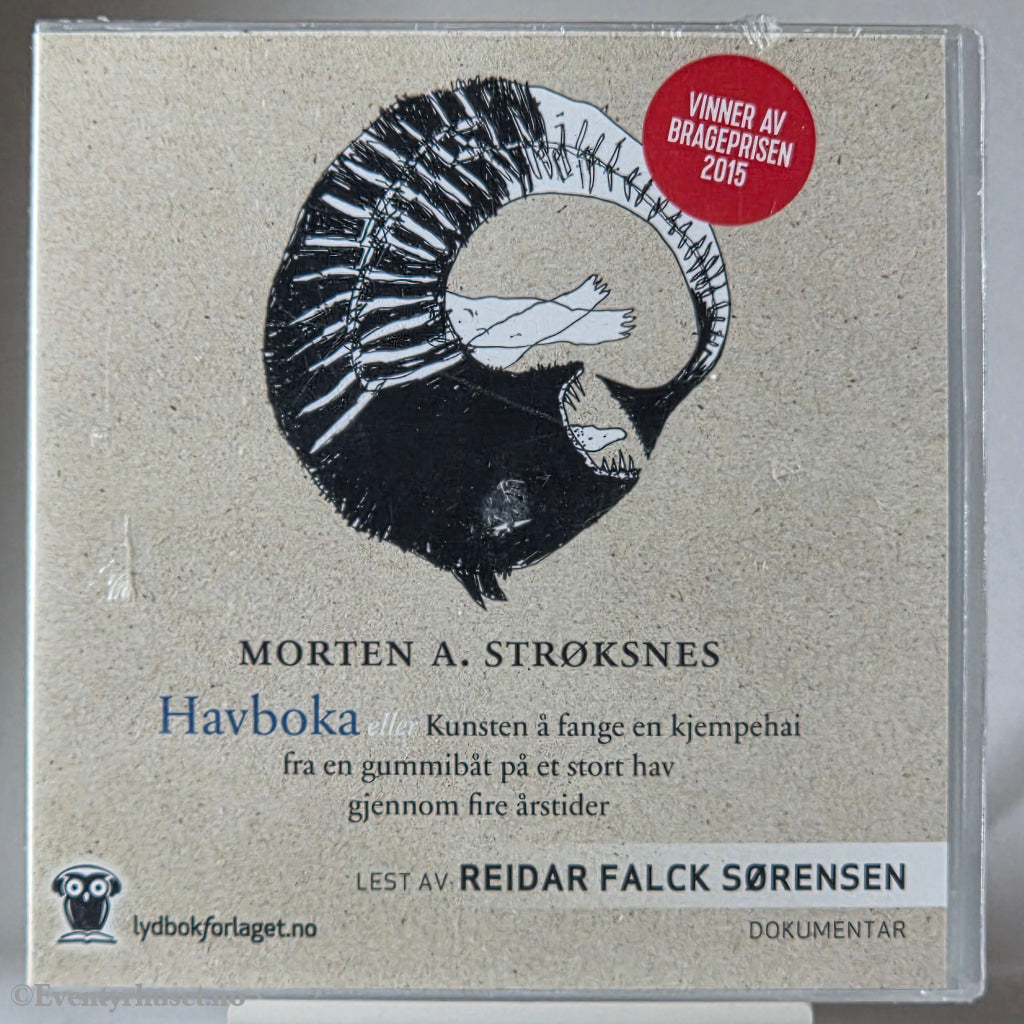 VINNER AV
BRAGEPRISEN
2015
MORTEN A. STRØKSNES
Havboka eller Kunsten å fange en kjempehai
fra en gummibåt på et stort hav
gjennom fire årstider
LEST AV REIDAR FALCK SØRENSEN
lydbokforlaget.no
DOKUMENTAR
©Eventyrhuset.no